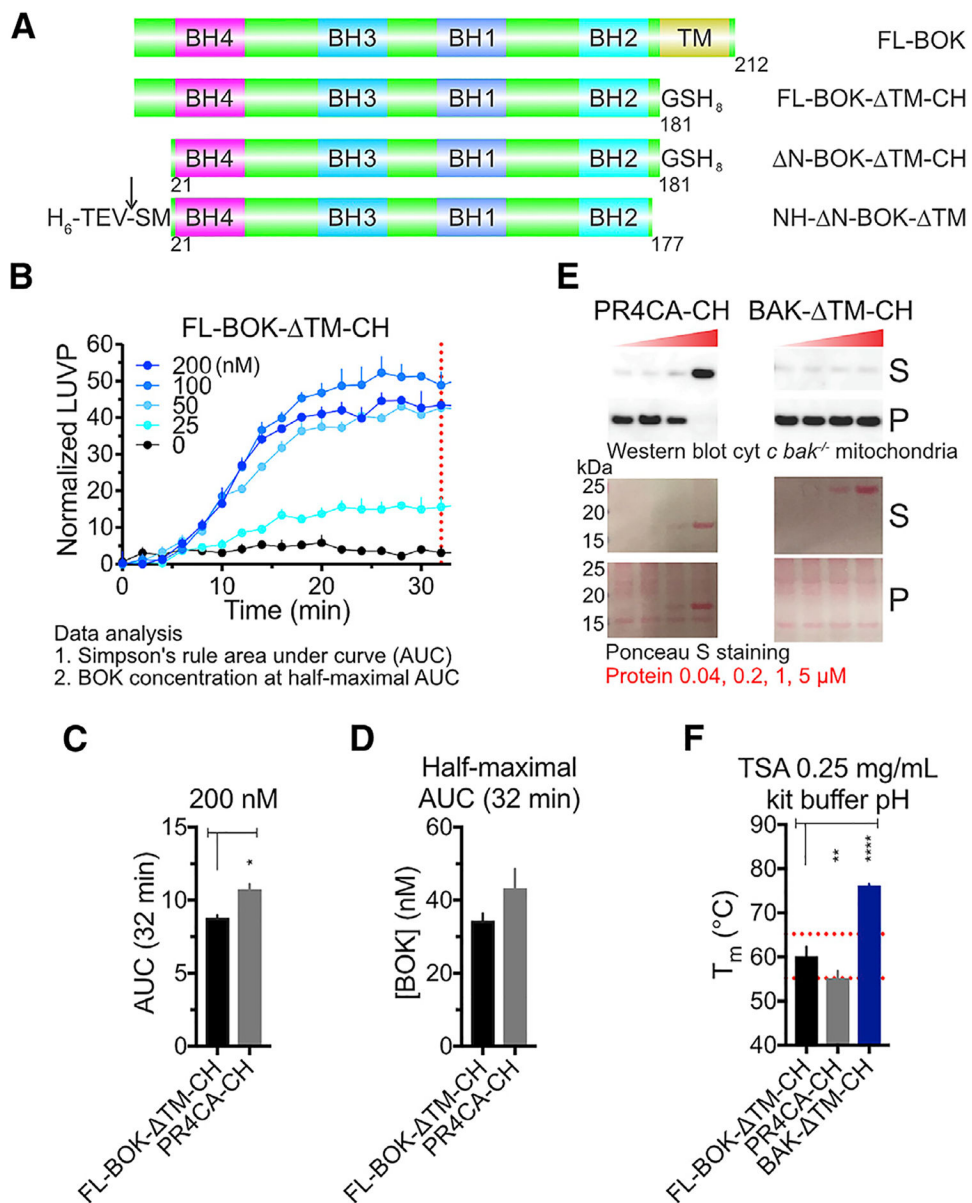 A
BH4 BH3 BH1 BH2 TM FL-BOK
212
BH4 BH3 BH1 BH2 GSH₈ FL-BOK-ΔTM-CH
181
BH4 BH3 BH1 BH2 GSH₈ ΔN-BOK-ΔTM-CH
21 181
H₆-TEV-SM BH4 BH3 BH1 BH2 NH-ΔN-BOK-ΔTM
21 177
B
FL-BOK-ΔTM-CH
Normalized LUVP
60
50
40
30
20
10
0
200 (nM)
100
50
25
0
0 10 20 30
Time (min)
Data analysis
1. Simpson's rule area under curve (AUC)
2. BOK concentration at half-maximal AUC
E
PR4CA-CH BAK-ΔTM-CH
S
P
Western blot cyt c bak-/- mitochondria
kDa
25
20
15
S
25
20
15
P
Ponceau S staining
Protein 0.04, 0.2, 1, 5 µM
C
200 nM
AUC (32 min)
15
10
5
0
*
FL-BOK-ΔTM-CH
PR4CA-CH
D
Half-maximal
AUC (32 min)
[BOK] (nM)
60
40
20
0
FL-BOK-ΔTM-CH
PR4CA-CH
F
TSA 0.25 mg/mL
kit buffer pH
Tm (°C)
90
80
70
60
50
40
**
****
FL-BOK-ΔTM-CH
PR4CA-CH
BAK-ΔTM-CH